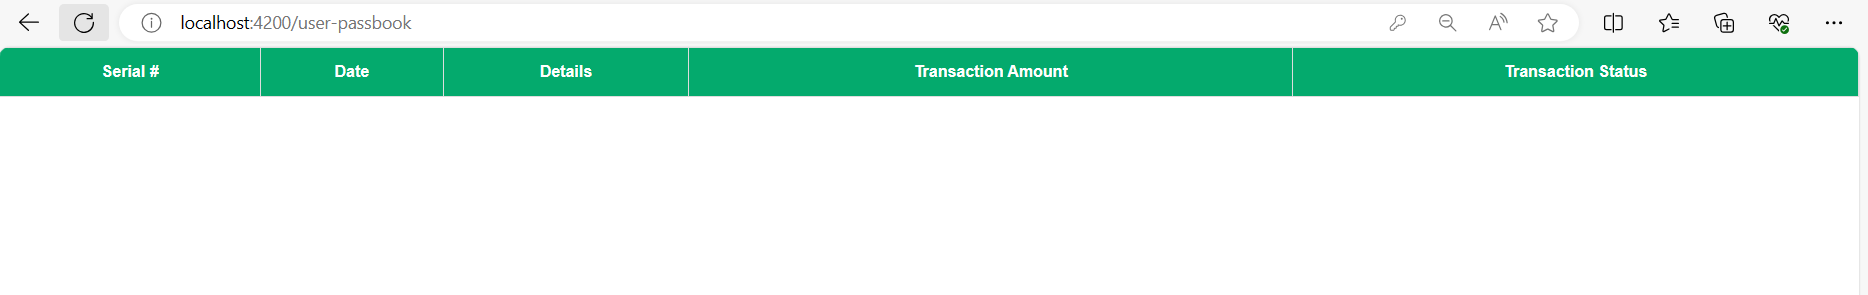 localhost:4200/user-passbook
Serial # Date Details Transaction Amount Transaction Status